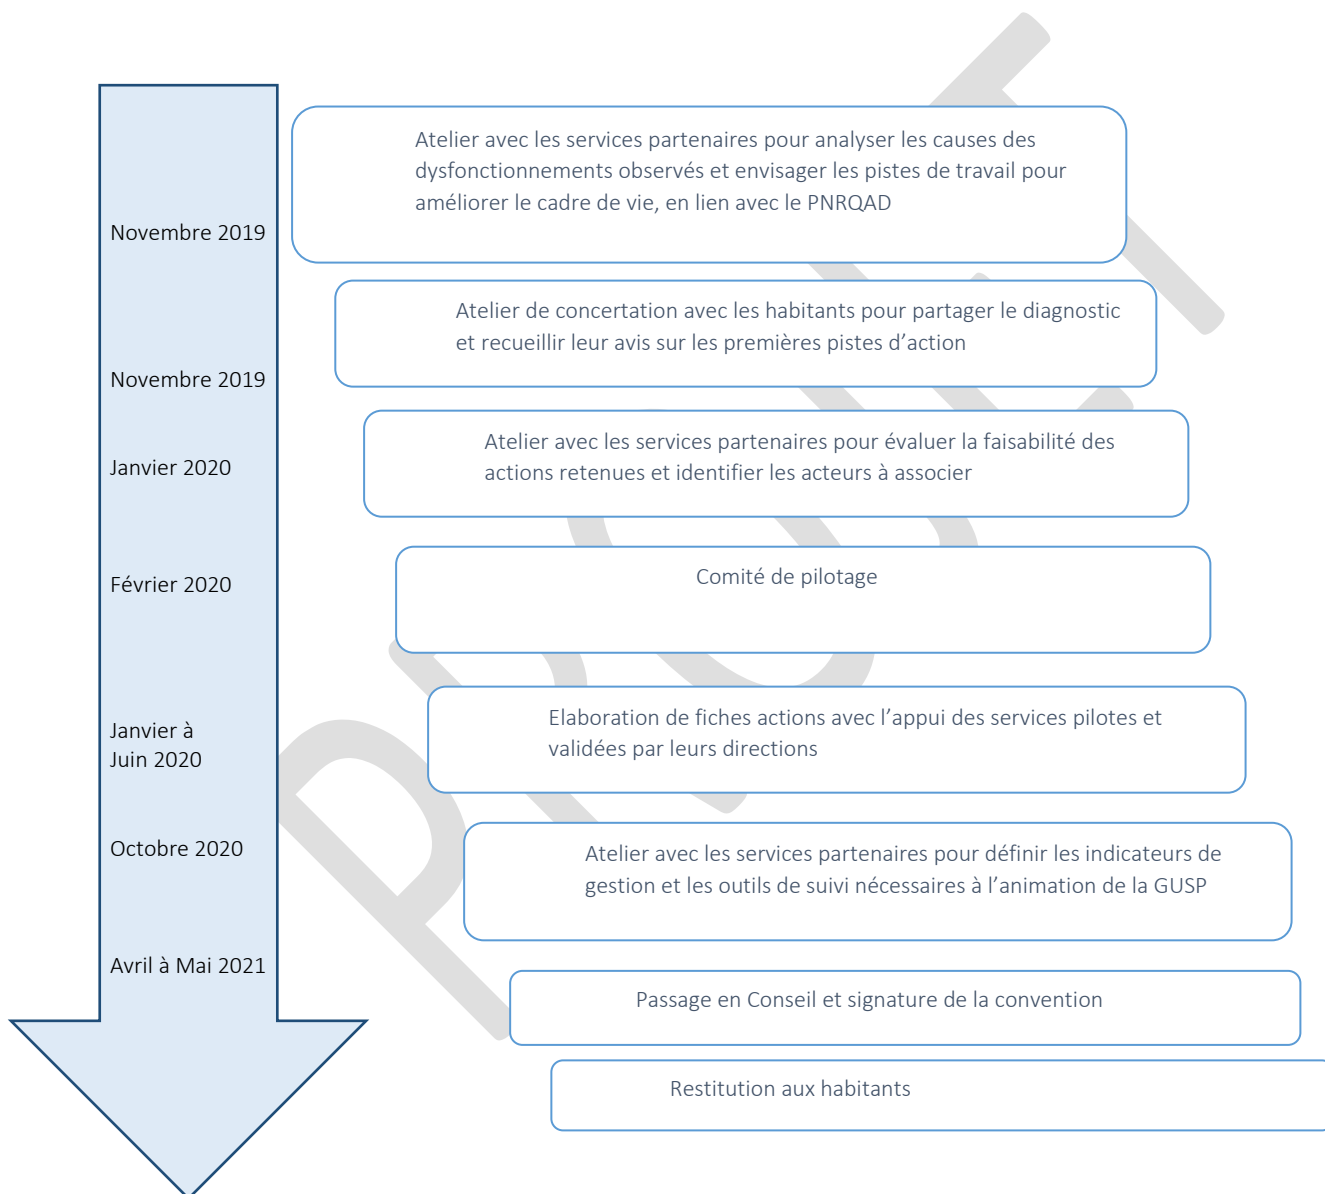 Atelier avec les services partenaires pour analyser les causes des
dysfonctionnements observés et envisager les pistes de travail pour
améliorer le cadre de vie, en lien avec le PNRQAD
Novembre 2019
Atelier de concertation avec les habitants pour partager le diagnostic
et recueillir leur avis sur les premières pistes d’action
Novembre 2019
Atelier avec les services partenaires pour évaluer la faisabilité des
actions retenues et identifier les acteurs à associer
Janvier 2020
Comité de pilotage
Février 2020
Elaboration de fiches actions avec l’appui des services pilotes et
validées par leurs directions
Janvier à
Juin 2020
Atelier avec les services partenaires pour définir les indicateurs de
gestion et les outils de suivi nécessaires à l’animation de la GUSP
Octobre 2020
Avril à Mai 2021
Passage en Conseil et signature de la convention
Restitution aux habitants
PROJET